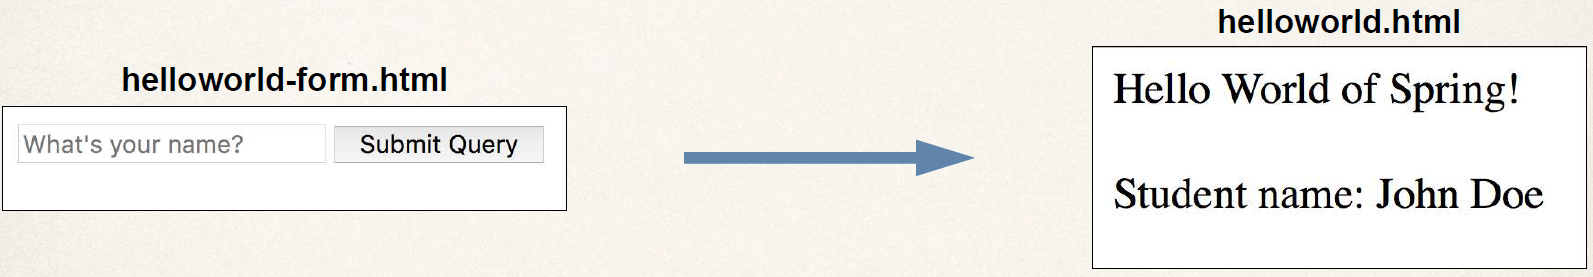 helloworld-form.html
What's your name? Submit Query
helloworld.html
Hello World of Spring!
Student name: John Doe